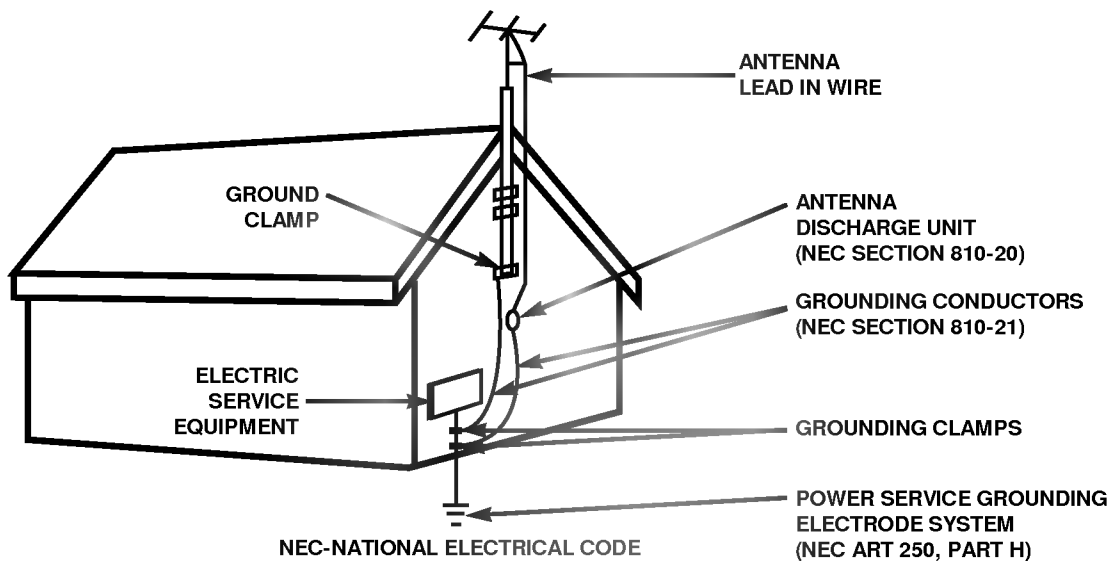 ANTENNA
LEAD IN WIRE
GROUND
CLAMP
ANTENNA
DISCHARGE UNIT
(NEC SECTION 810-20)
GROUNDING CONDUCTORS
(NEC SECTION 810-21)
ELECTRIC
SERVICE
EQUIPMENT
GROUNDING CLAMPS
POWER SERVICE GROUNDING
ELECTRODE SYSTEM
(NEC ART 250, PART H)
NEC-NATIONAL ELECTRICAL CODE